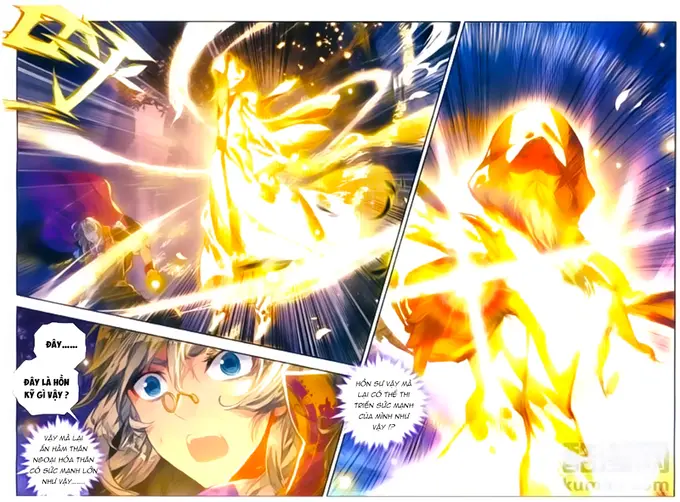 ĐÂY......
ĐÂY LÀ HỒN
KỸ GÌ VẬY ?
VẬY MÀ LẠI
ẨN HÀM THÂN
NGOẠI HÓA THÂN
CÓ SỨC MẠNH LỚN
NHƯ VẬY......
HỒN SƯ VẬY MÀ
LẠI CÓ THỂ THI
TRIỂN SỨC MẠNH
CỦA MÌNH NHƯ
VẬY !?